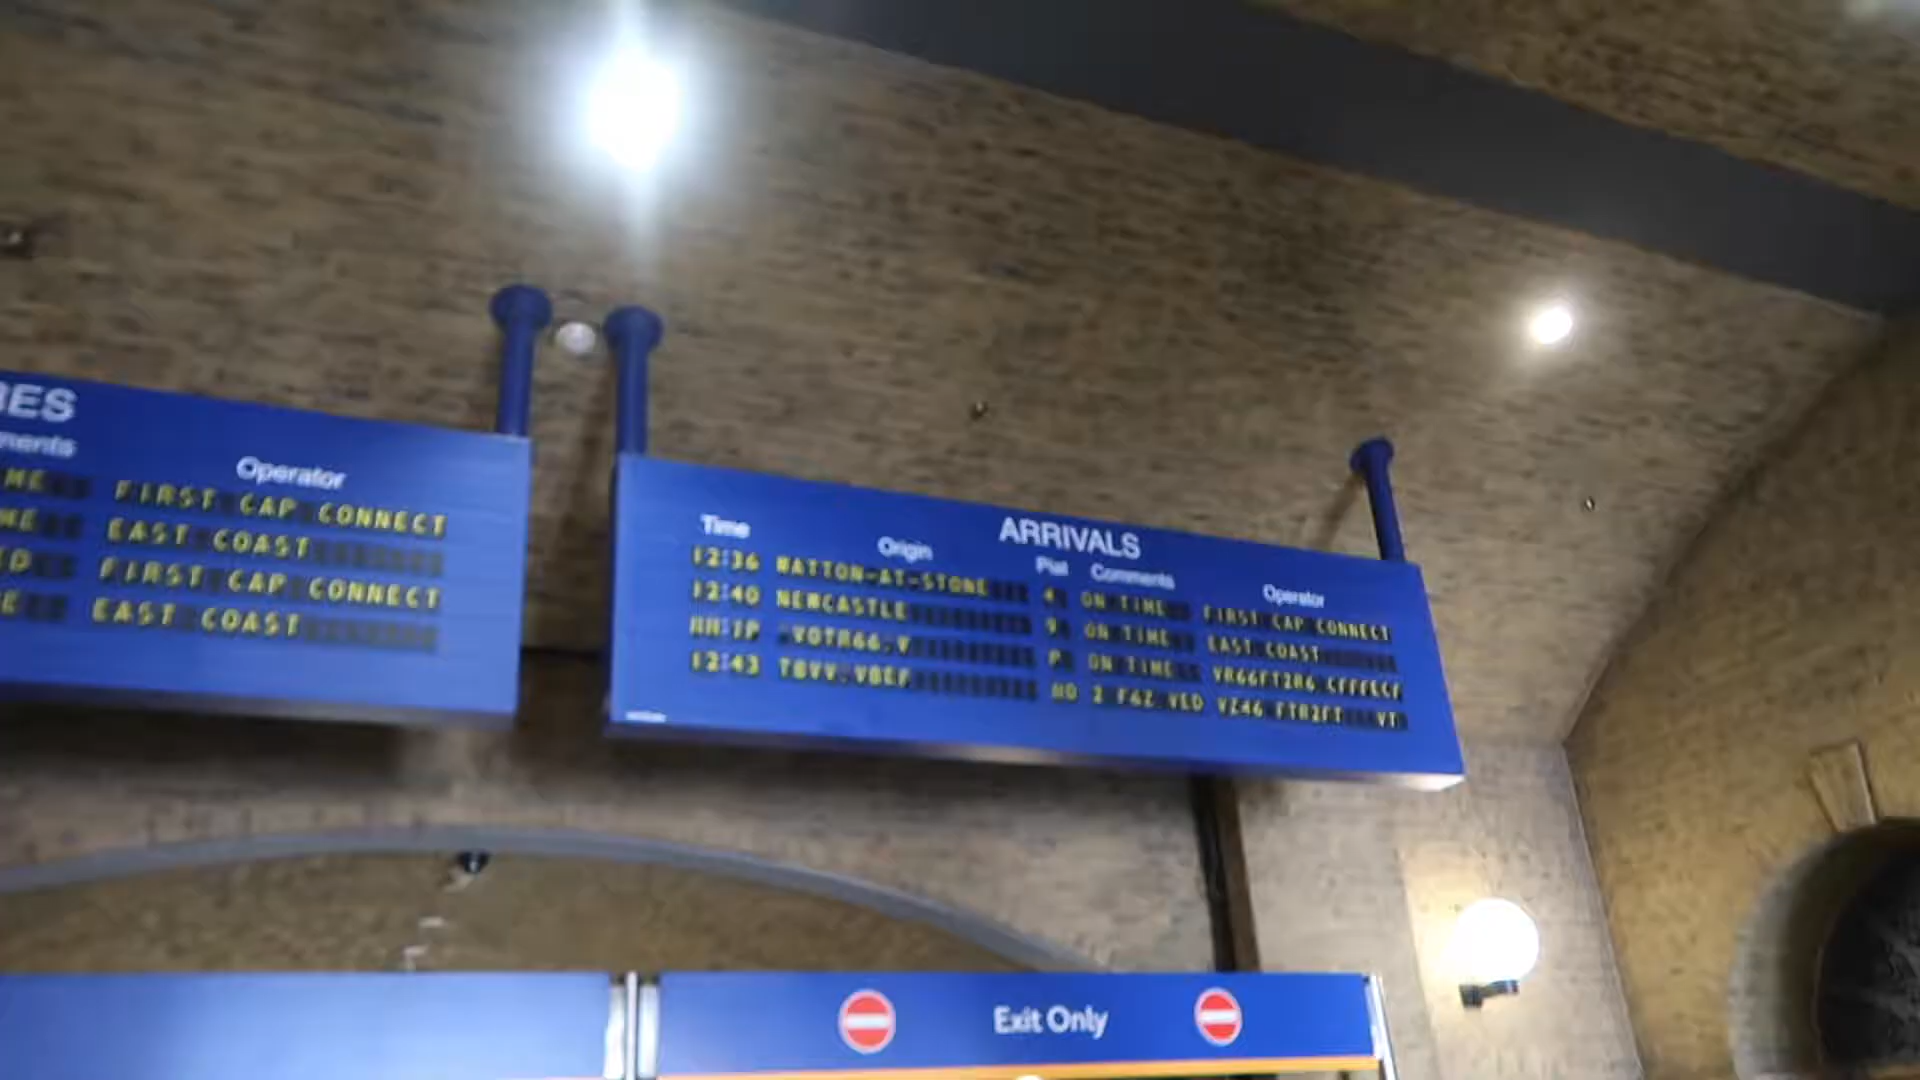 Operator
FIRST CAP CONNECT
EAST COAST
FIRST CAP CONNECT
EAST COAST
ARRIVALS
Time Origin Plat Comments Operator
12:36 WATTON-AT-STONE 4 ON TIME FIRST CAP CONNECT
12:40 NEWCASTLE 9 ON TIME EAST COAST
ON TIME
12:43
Exit Only